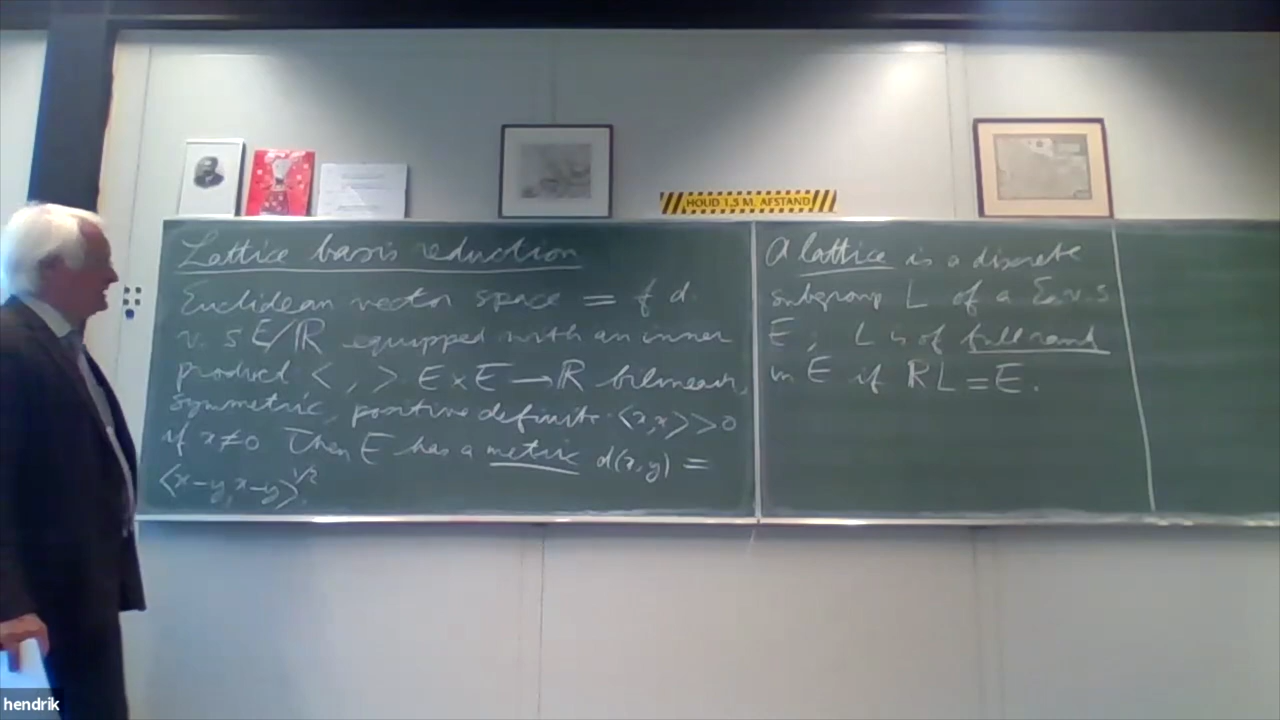 HOUD 1,5 M. AFSTAND
Lattice basis reduction
Euclidean vector space = f d
v. s E/ℝ equipped with an inner
product < , > E × E → ℝ bilinear,
symmetric, positive definite <x,x> > 0
if x ≠ 0 Then E has a metric d(x,y) =
<x-y, x-y>^{1/2}.
A lattice is a discrete
subgroup L of a E.v.s
E; L is of full rank
in E if ℝL = E.
hendrik